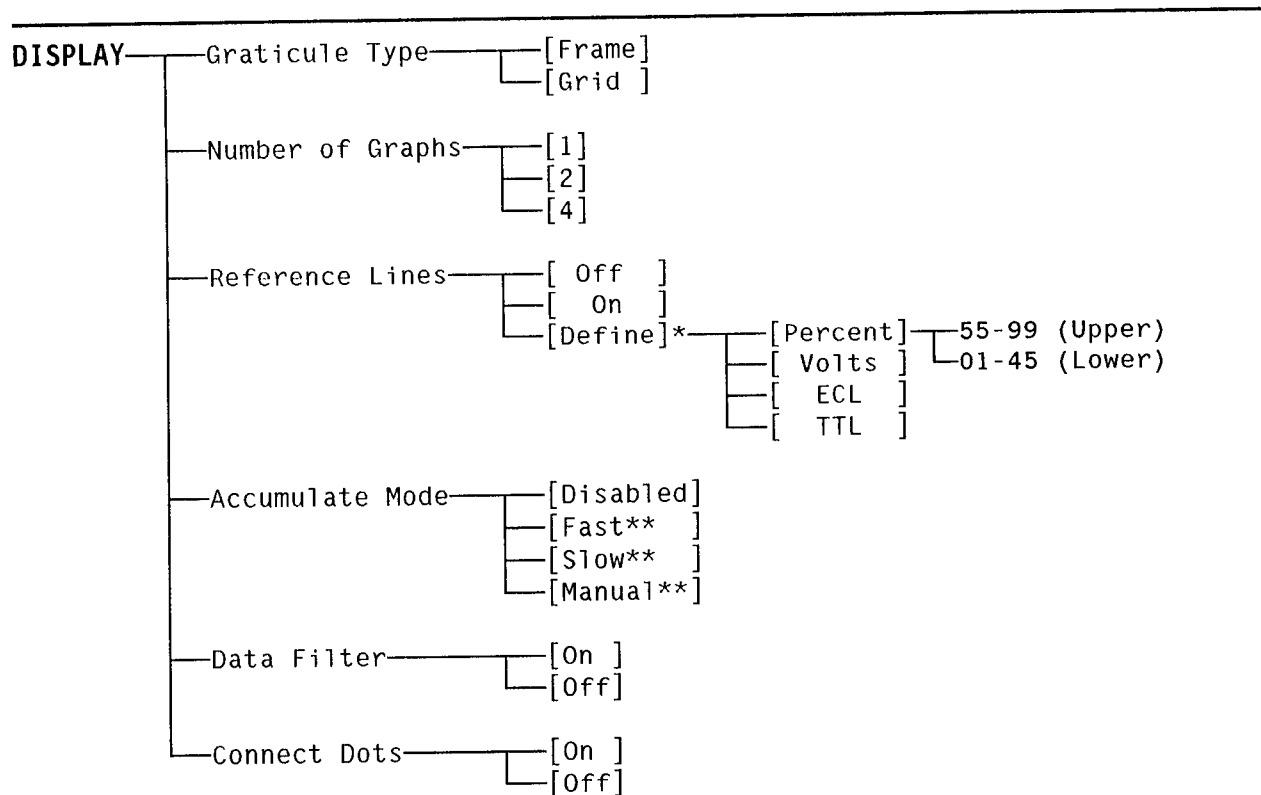 DISPLAY Graticule Type [Frame]
[Grid ]
Number of Graphs [1]
[2]
[4]
Reference Lines [ Off ]
[ On ]
[Define]* [Percent] 55-99 (Upper)
[ Volts ] 01-45 (Lower)
[ ECL ]
[ TTL ]
Accumulate Mode [Disabled]
[Fast** ]
[Slow** ]
[Manual**]
Data Filter [On ]
[Off]
Connect Dots [On ]
[Off]